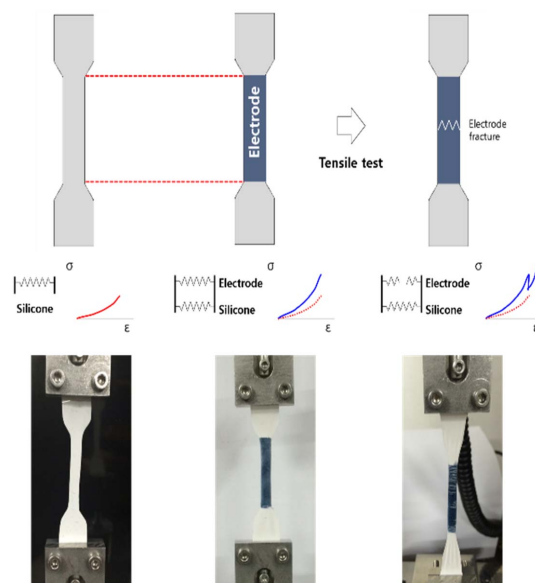 Electrode
Tensile test
Electrode
fracture
σ
Silicone
ε
σ
Electrode
Silicone
ε
σ
Electrode
Silicone
ε